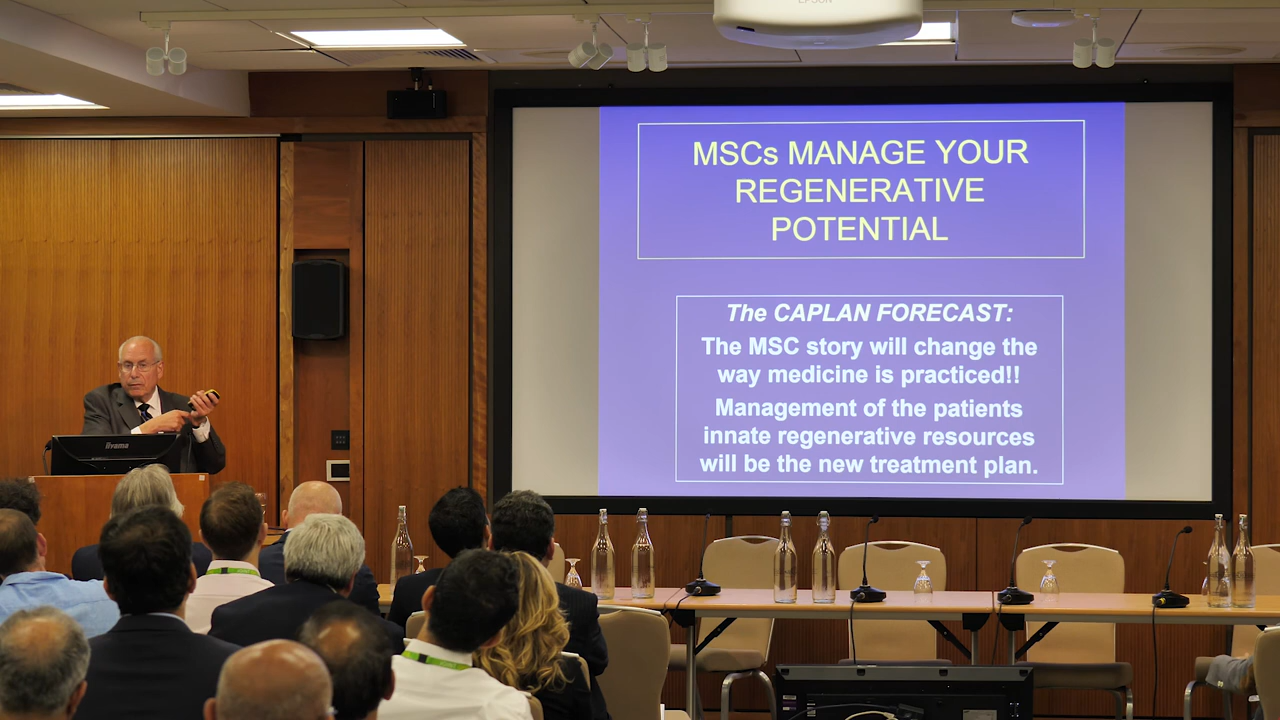 EPSON
MSCs MANAGE YOUR
REGENERATIVE
POTENTIAL
The CAPLAN FORECAST:
The MSC story will change the
way medicine is practiced!!
Management of the patients
innate regenerative resources
will be the new treatment plan.
iiyama